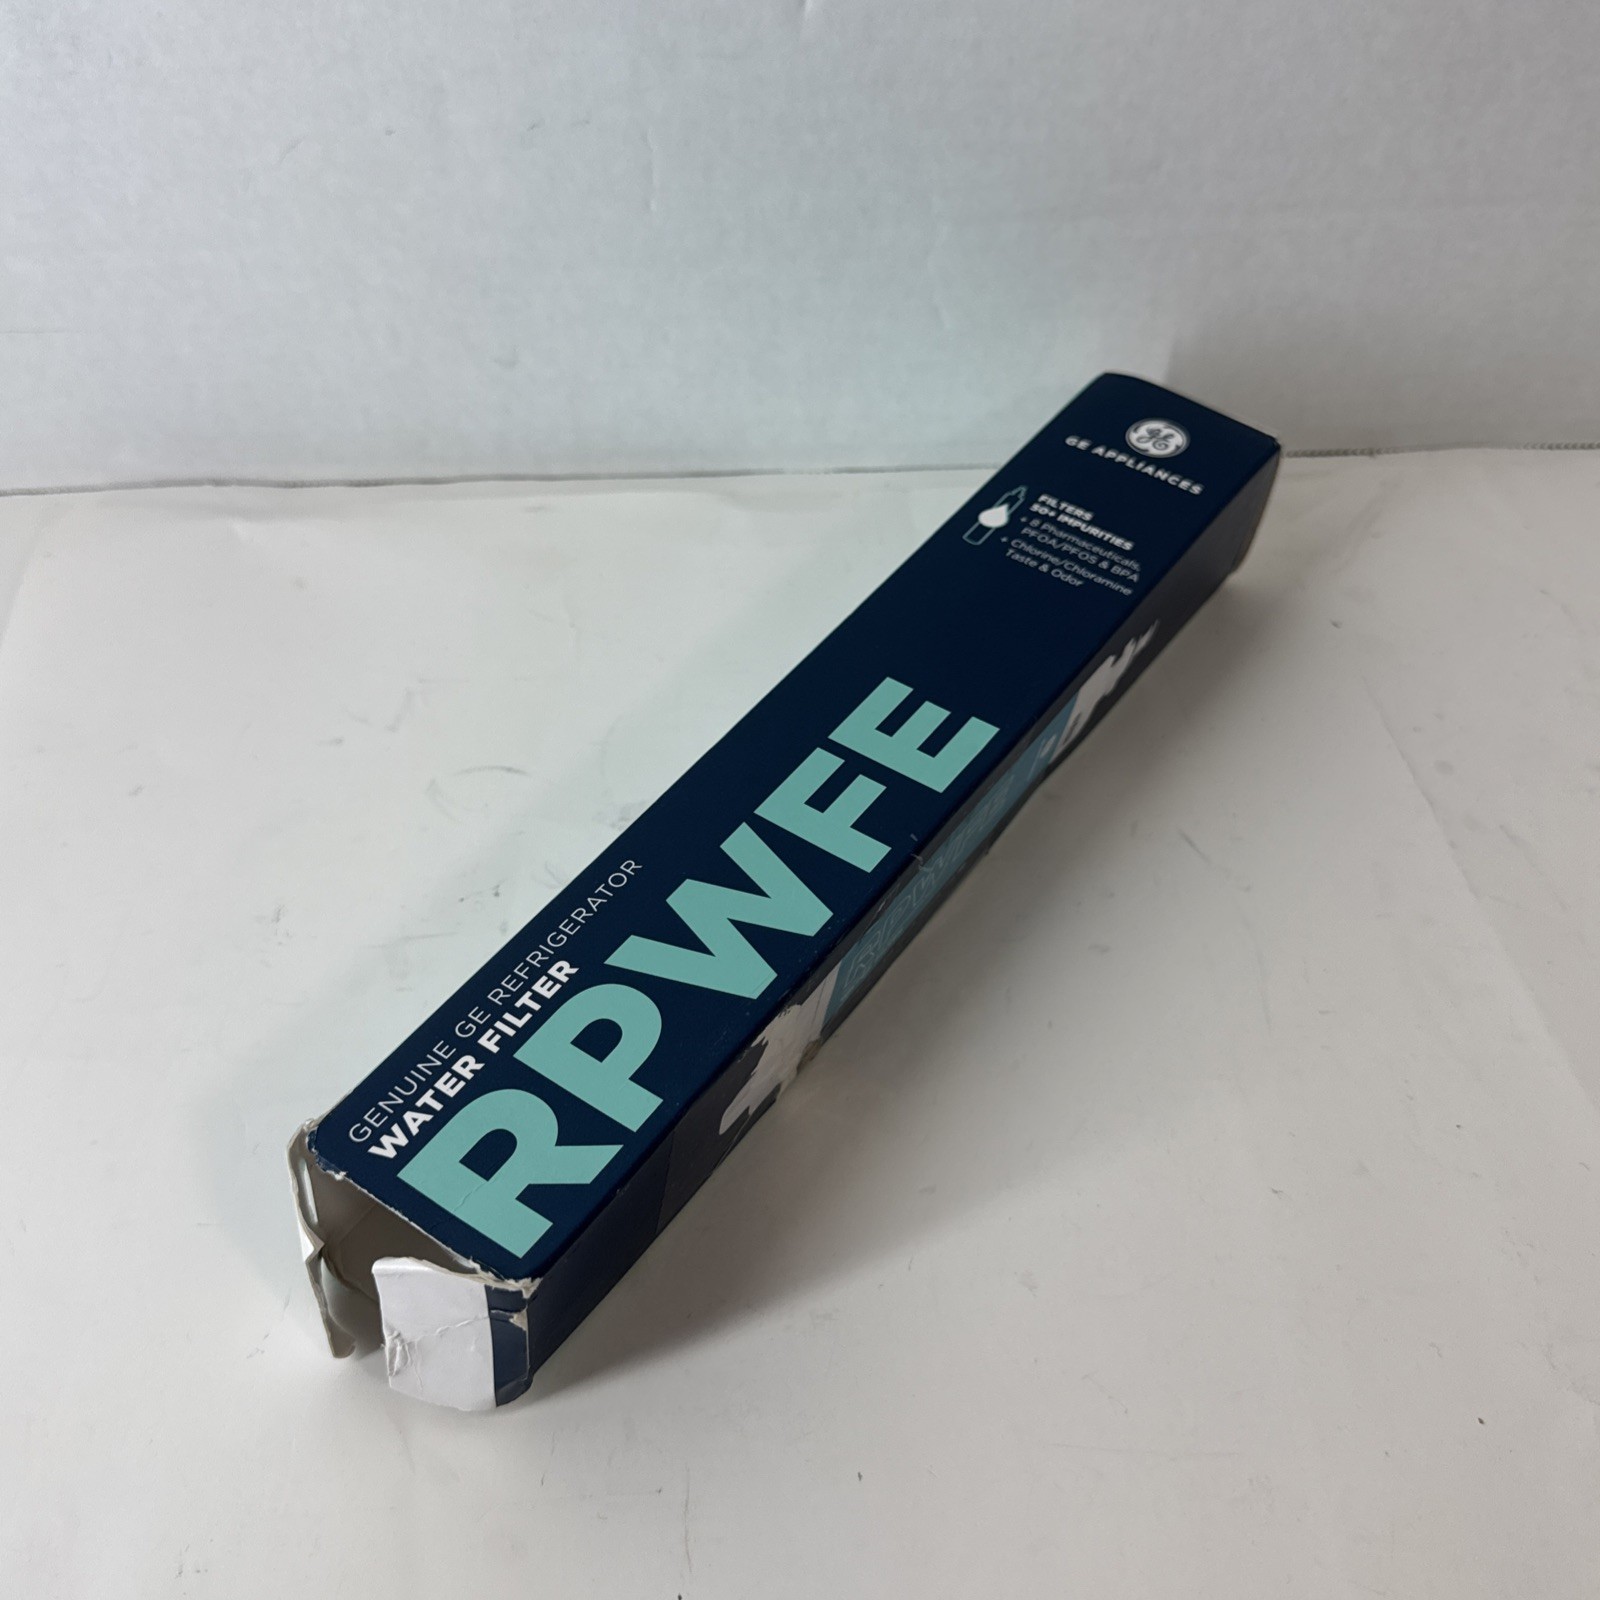 GE
GE APPLIANCES
FILTERS
50+ IMPURITIES
+ 8 Pharmaceuticals,
PFOA/PFOS & BPA
+ Chlorine/Chloramine
Taste & Odor
GENUINE GE REFRIGERATOR
WATER FILTER
RPWFE